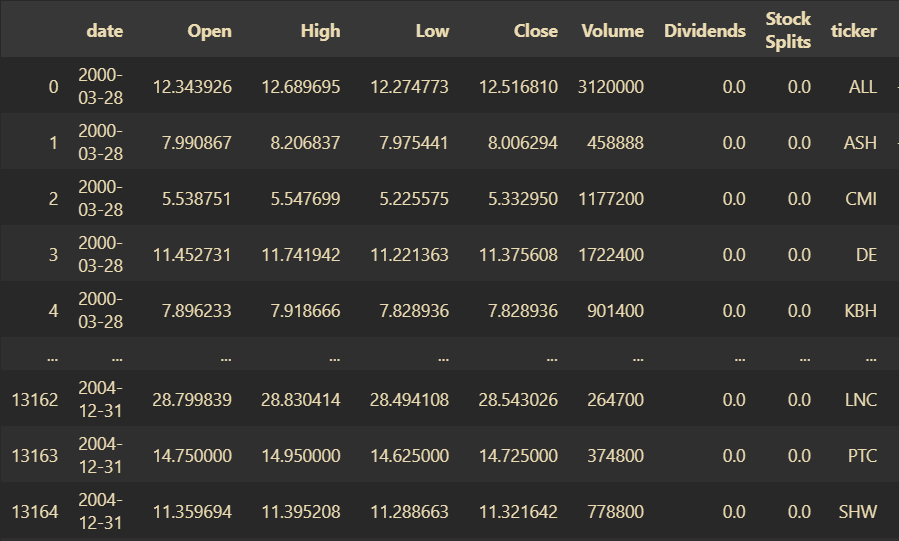 date Open High Low Close Volume Dividends Stock Splits ticker
0 2000-03-28 12.343926 12.689695 12.274773 12.516810 3120000 0.0 0.0 ALL
1 2000-03-28 7.990867 8.206837 7.975441 8.006294 458888 0.0 0.0 ASH
2 2000-03-28 5.538751 5.547699 5.225575 5.332950 1177200 0.0 0.0 CMI
3 2000-03-28 11.452731 11.741942 11.221363 11.375608 1722400 0.0 0.0 DE
4 2000-03-28 7.896233 7.918666 7.828936 7.828936 901400 0.0 0.0 KBH
... ... ... ... ... ... ... ... ... ...
13162 2004-12-31 28.799839 28.830414 28.494108 28.543026 264700 0.0 0.0 LNC
13163 2004-12-31 14.750000 14.950000 14.625000 14.725000 374800 0.0 0.0 PTC
13164 2004-12-31 11.359694 11.395208 11.288663 11.321642 778800 0.0 0.0 SHW